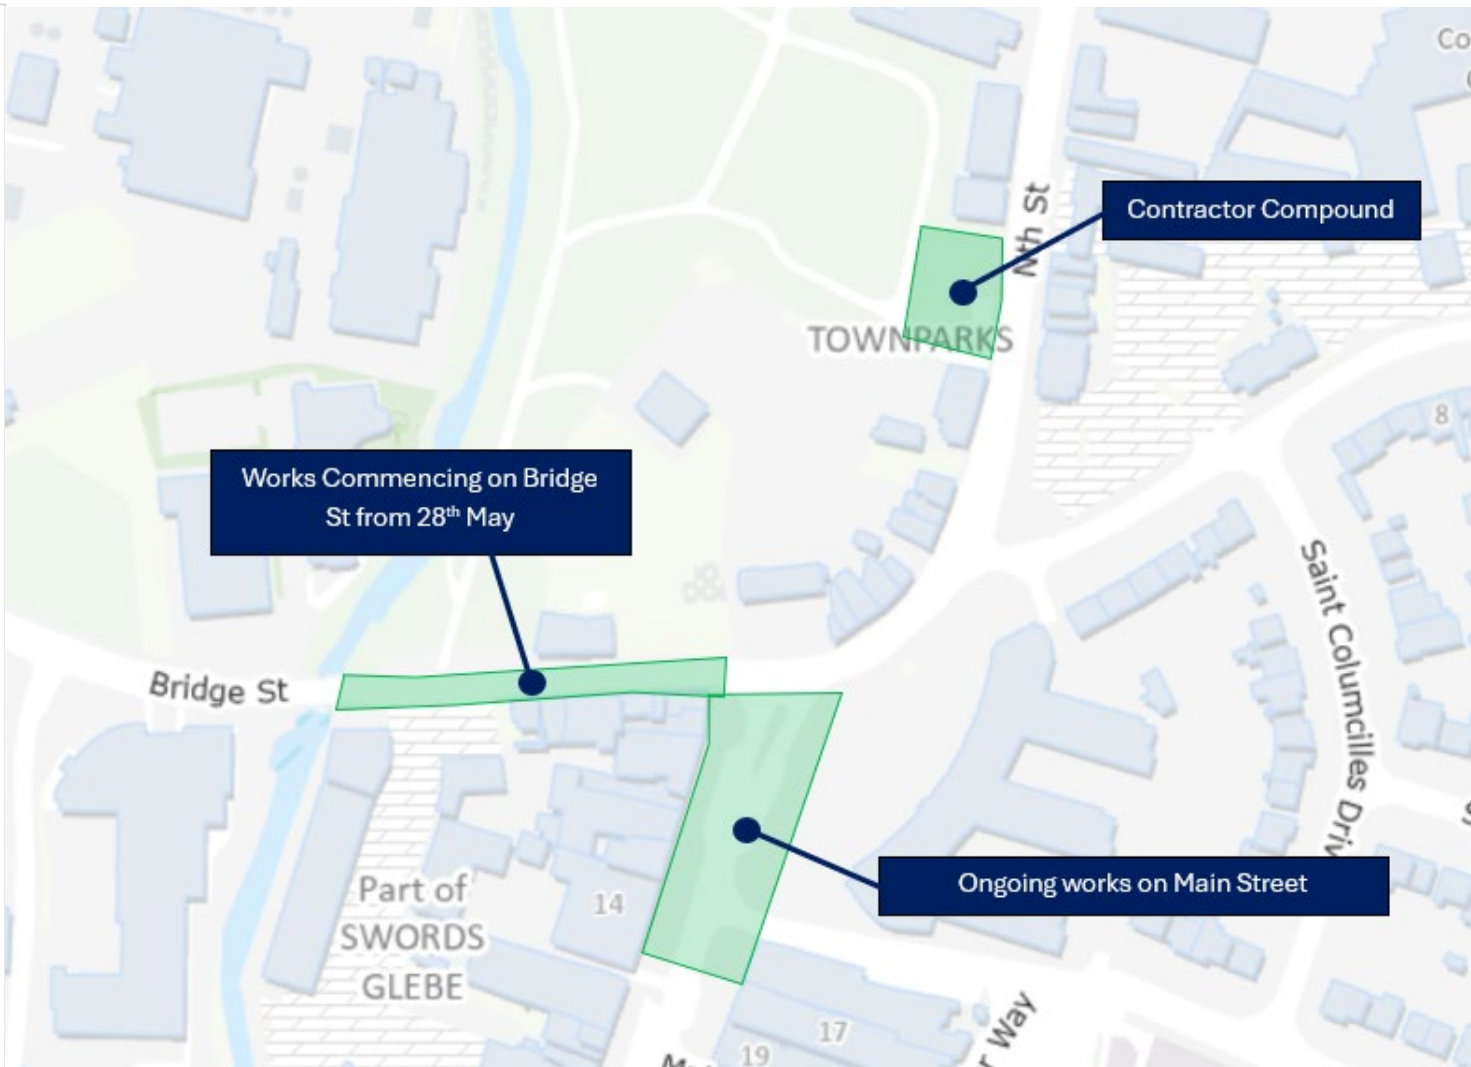 Co
Contractor Compound
Nth St
TOWNPARKS
8
Works Commencing on Bridge
St from 28th May
Saint Columcilles Driv
Bridge St
Ongoing works on Main Street
Part of
SWORDS
GLEBE
14
17
19
r Way